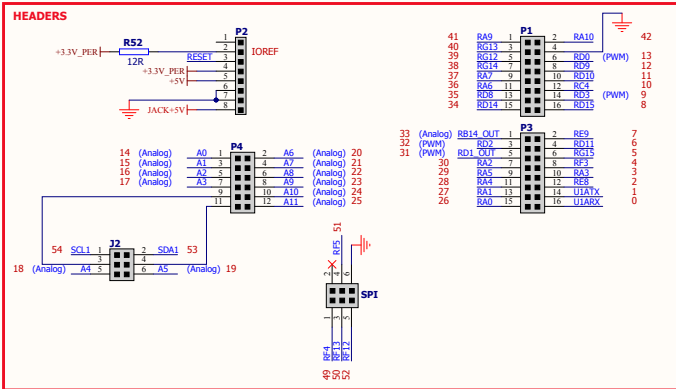 HEADERS
R52
+3.3V_PER
12R
P2
1
2 IOREF
RESET 3
+3.3V_PER 4
+5V 5
6
7
JACK+5V 8
P1
41 RA9 1 2 RA10 42
40 RG13 3 4
39 RG12 5 6 RD0 (PWM) 13
38 RG14 7 8 RD9 12
37 RA7 9 10 RD10 11
36 RA6 11 12 RC4 10
35 RD8 13 14 RD3 (PWM) 9
34 RD14 15 16 RD15 8
P3
33 (Analog) RB14_OUT 1 2 RE9 7
32 (PWM) RD2 3 4 RD11 6
31 (PWM) RD1_OUT 5 6 RG15 5
30 RA2 7 8 RF3 4
29 RA5 9 10 RA3 3
28 RA4 11 12 RE8 2
27 RA1 13 14 U1ATX 1
26 RA0 15 16 U1ARX 0
P4
14 (Analog) A0 1 2 A6 (Analog) 20
15 (Analog) A1 3 4 A7 (Analog) 21
16 (Analog) A2 5 6 A8 (Analog) 22
17 (Analog) A3 7 8 A9 (Analog) 23
9 10 A10 (Analog) 24
11 12 A11 (Analog) 25
J2
54 SCL1 1 2 SDA1 53
3 4
18 (Analog) A4 5 6 A5 (Analog) 19
51
RF5
2 4 6
SPI
1 3 5
RF4 RF13 RF12
49 50 52